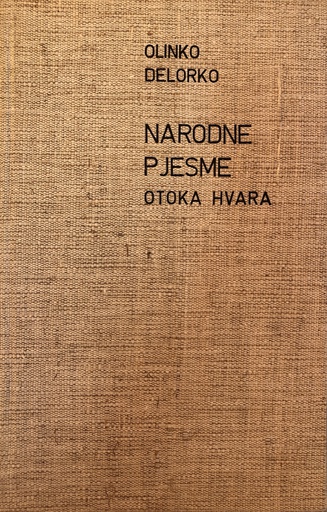 OLINKO
DELORKO
NARODNE
PJESME
OTOKA HVARA